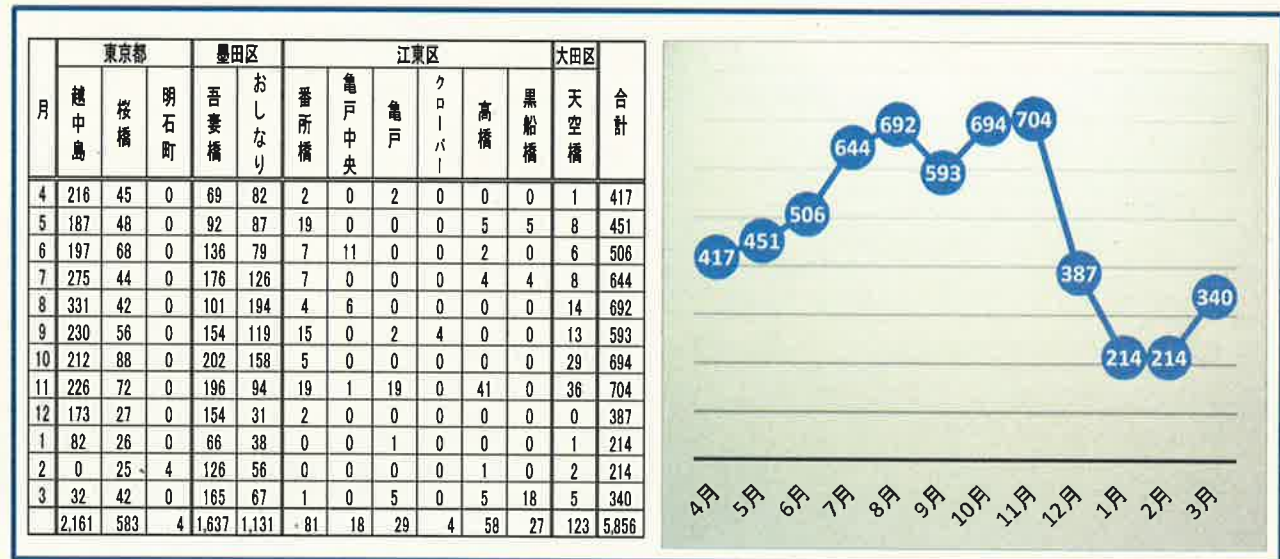 東京都 墨田区 江東区 大田区
月 越中島 桜橋 明石町 吾妻橋 おしなり 番所橋 亀戸中央 亀戸 クローバー 高橋 黒船橋 天空橋 合計
4 216 45 0 69 82 2 0 2 0 0 0 1 417
5 187 48 0 92 87 19 0 0 0 5 5 8 451
6 197 68 0 136 79 7 11 0 0 2 0 6 506
7 275 44 0 176 126 7 0 0 0 4 4 8 644
8 331 42 0 101 194 4 6 0 0 0 0 14 692
9 230 56 0 154 119 15 0 2 4 0 0 13 593
10 212 88 0 202 158 5 0 0 0 0 0 29 694
11 226 72 0 196 94 19 1 19 0 41 0 36 704
12 173 27 0 154 31 2 0 0 0 0 0 0 387
1 82 26 0 66 38 0 0 1 0 0 0 1 214
2 0 25 4 126 56 0 0 0 0 1 0 2 214
3 32 42 0 165 67 1 0 5 0 5 18 5 340
2,161 583 4 1,637 1,131 81 18 29 4 58 27 123 5,856
417 451 506 644 692 593 694 704 387 214 214 340
4月 5月 6月 7月 8月 9月 10月 11月 12月 1月 2月 3月